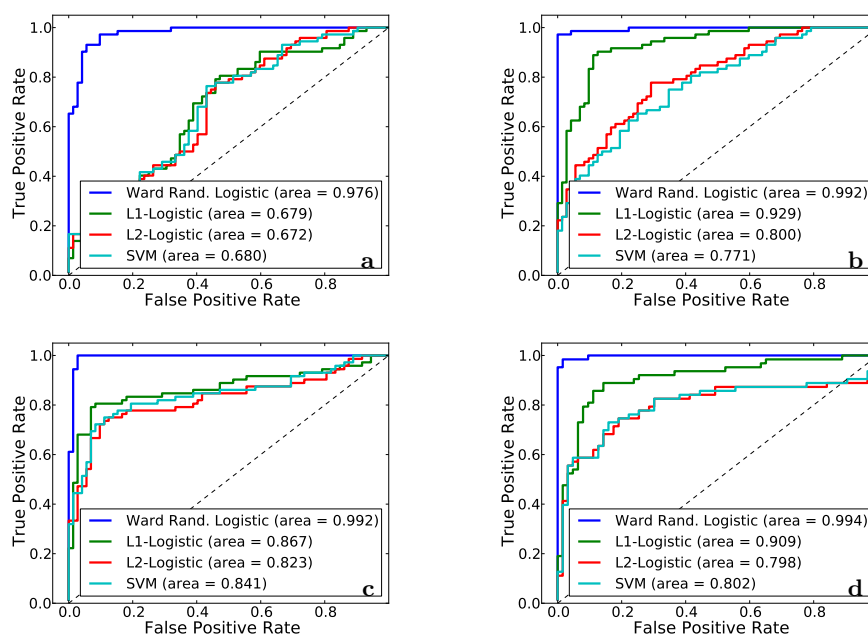 1.0
0.8
0.6
0.4
0.2
0.0
True Positive Rate
Ward Rand. Logistic (area = 0.976)
L1-Logistic (area = 0.679)
L2-Logistic (area = 0.672)
SVM (area = 0.680)
a
0.0 0.2 0.4 0.6 0.8
False Positive Rate
1.0
0.8
0.6
0.4
0.2
0.0
True Positive Rate
Ward Rand. Logistic (area = 0.992)
L1-Logistic (area = 0.929)
L2-Logistic (area = 0.800)
SVM (area = 0.771)
b
0.0 0.2 0.4 0.6 0.8
False Positive Rate
1.0
0.8
0.6
0.4
0.2
0.0
True Positive Rate
Ward Rand. Logistic (area = 0.992)
L1-Logistic (area = 0.867)
L2-Logistic (area = 0.823)
SVM (area = 0.841)
c
0.0 0.2 0.4 0.6 0.8
False Positive Rate
1.0
0.8
0.6
0.4
0.2
0.0
True Positive Rate
Ward Rand. Logistic (area = 0.994)
L1-Logistic (area = 0.909)
L2-Logistic (area = 0.798)
SVM (area = 0.802)
d
0.0 0.2 0.4 0.6 0.8
False Positive Rate